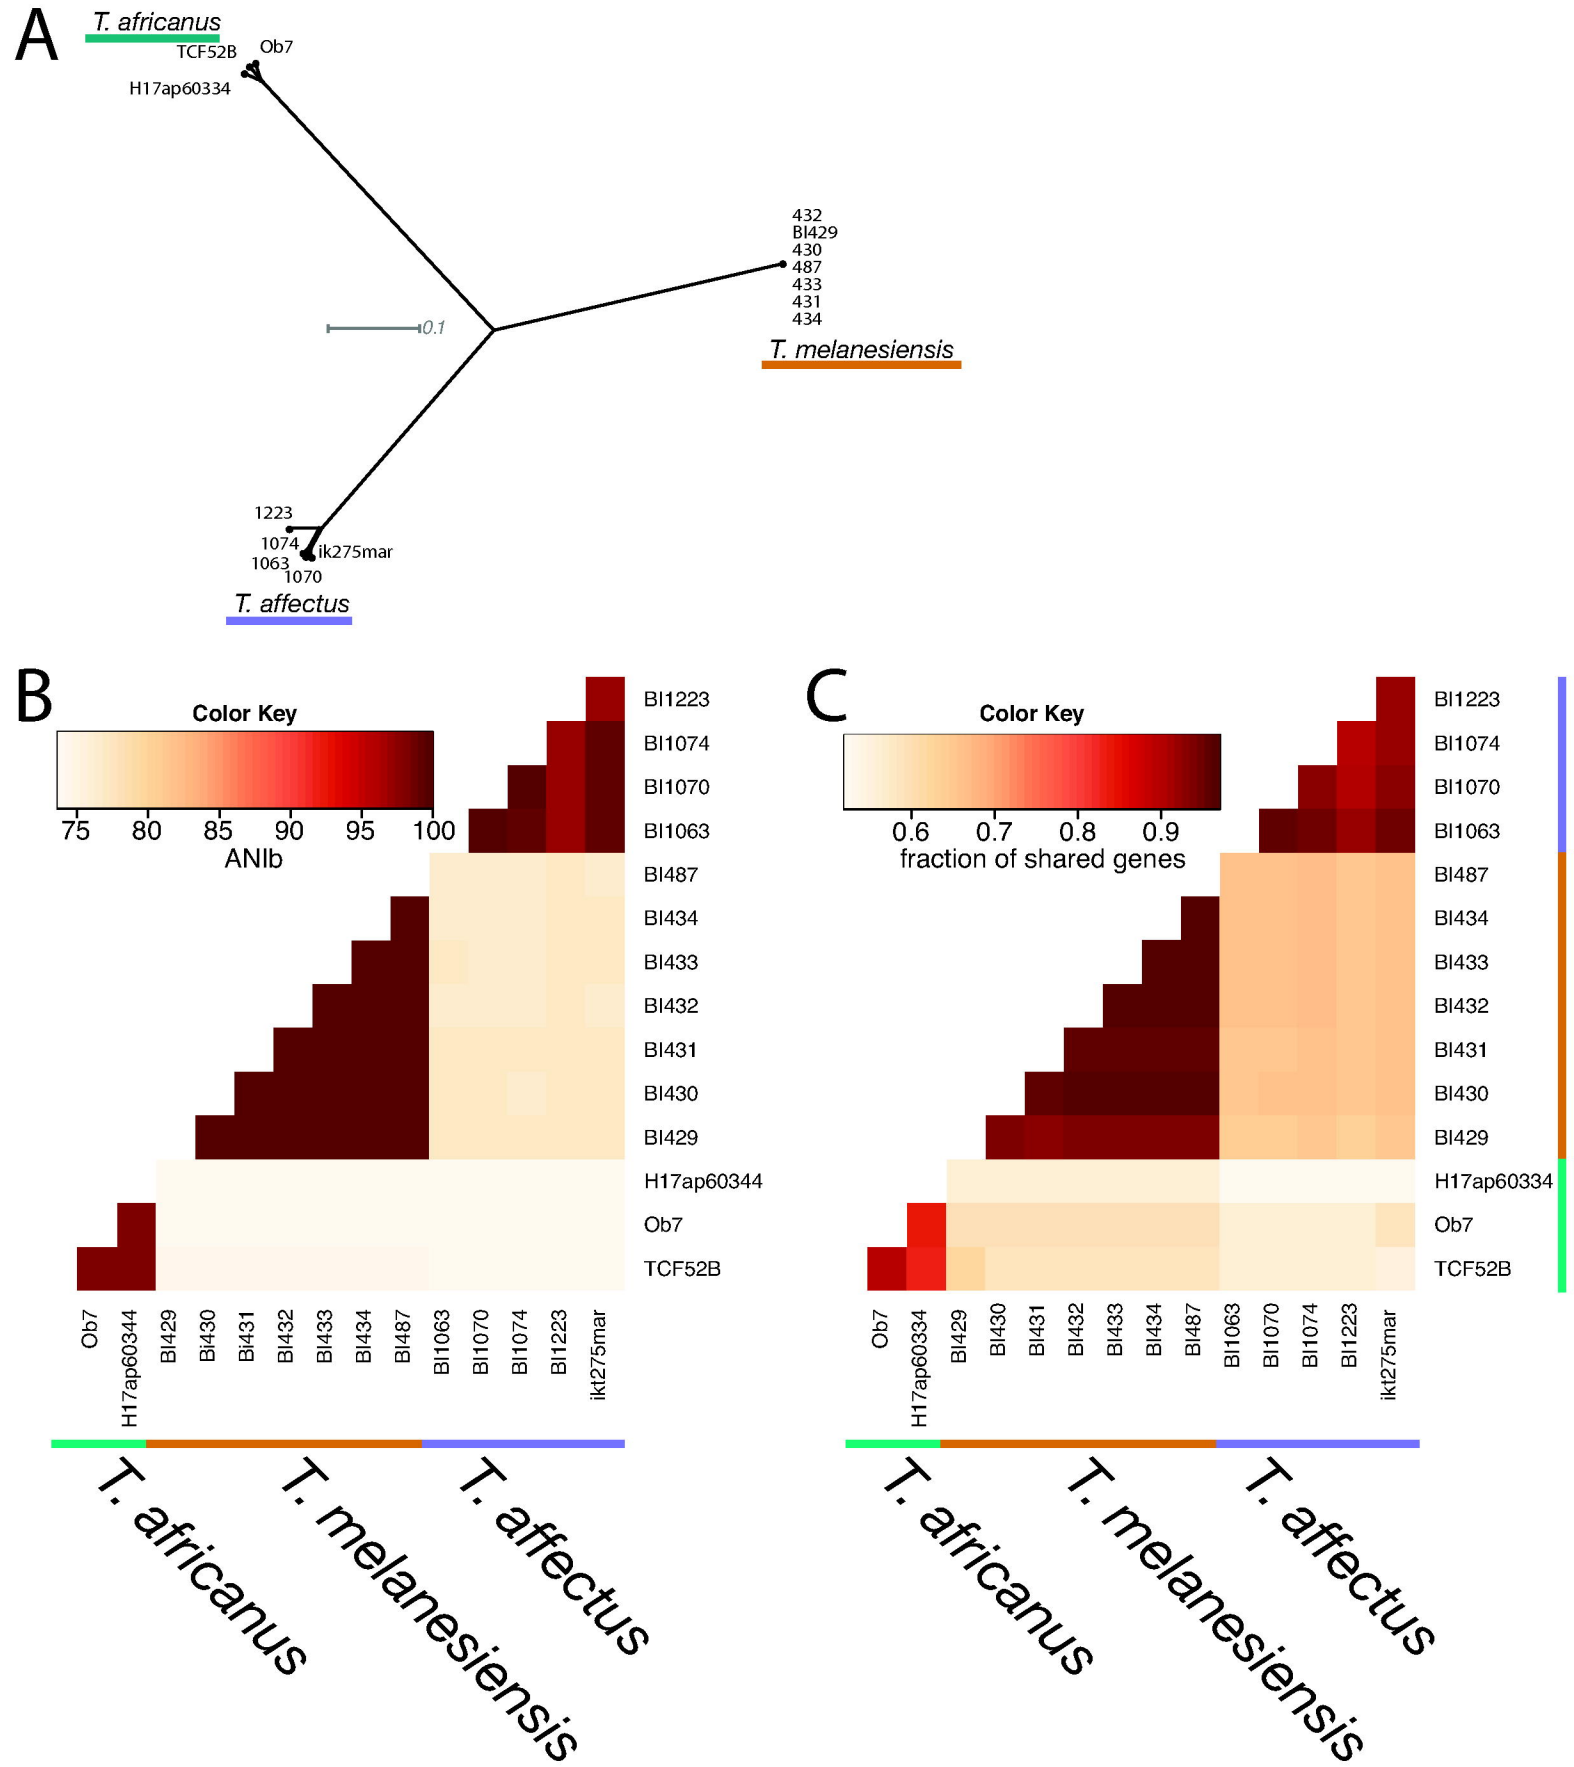 A
T. africanus
TCF52B
Ob7
H17ap60334
432
BI429
430
487
433
431
434
T. melanesiensis
0.1
1223
1074
ik275mar
1063
1070
T. affectus
B
Color Key
75 80 85 90 95 100
ANIb
BI1223
BI1074
BI1070
BI1063
BI487
BI434
BI433
BI432
BI431
BI430
BI429
H17ap60344
Ob7
TCF52B
Ob7
H17ap60344
BI429
Bi430
Bi431
BI432
BI433
BI434
BI487
BI1063
BI1070
BI1074
BI1223
ikt275mar
T. africanus
T. melanesiensis
T. affectus
C
Color Key
0.6 0.7 0.8 0.9
fraction of shared genes
BI1223
BI1074
BI1070
BI1063
BI487
BI434
BI433
BI432
BI431
BI430
BI429
H17ap60334
Ob7
TCF52B
Ob7
H17ap60334
BI429
BI430
BI431
BI432
BI433
BI434
BI487
BI1063
BI1070
BI1074
BI1223
ikt275mar
T. africanus
T. melanesiensis
T. affectus